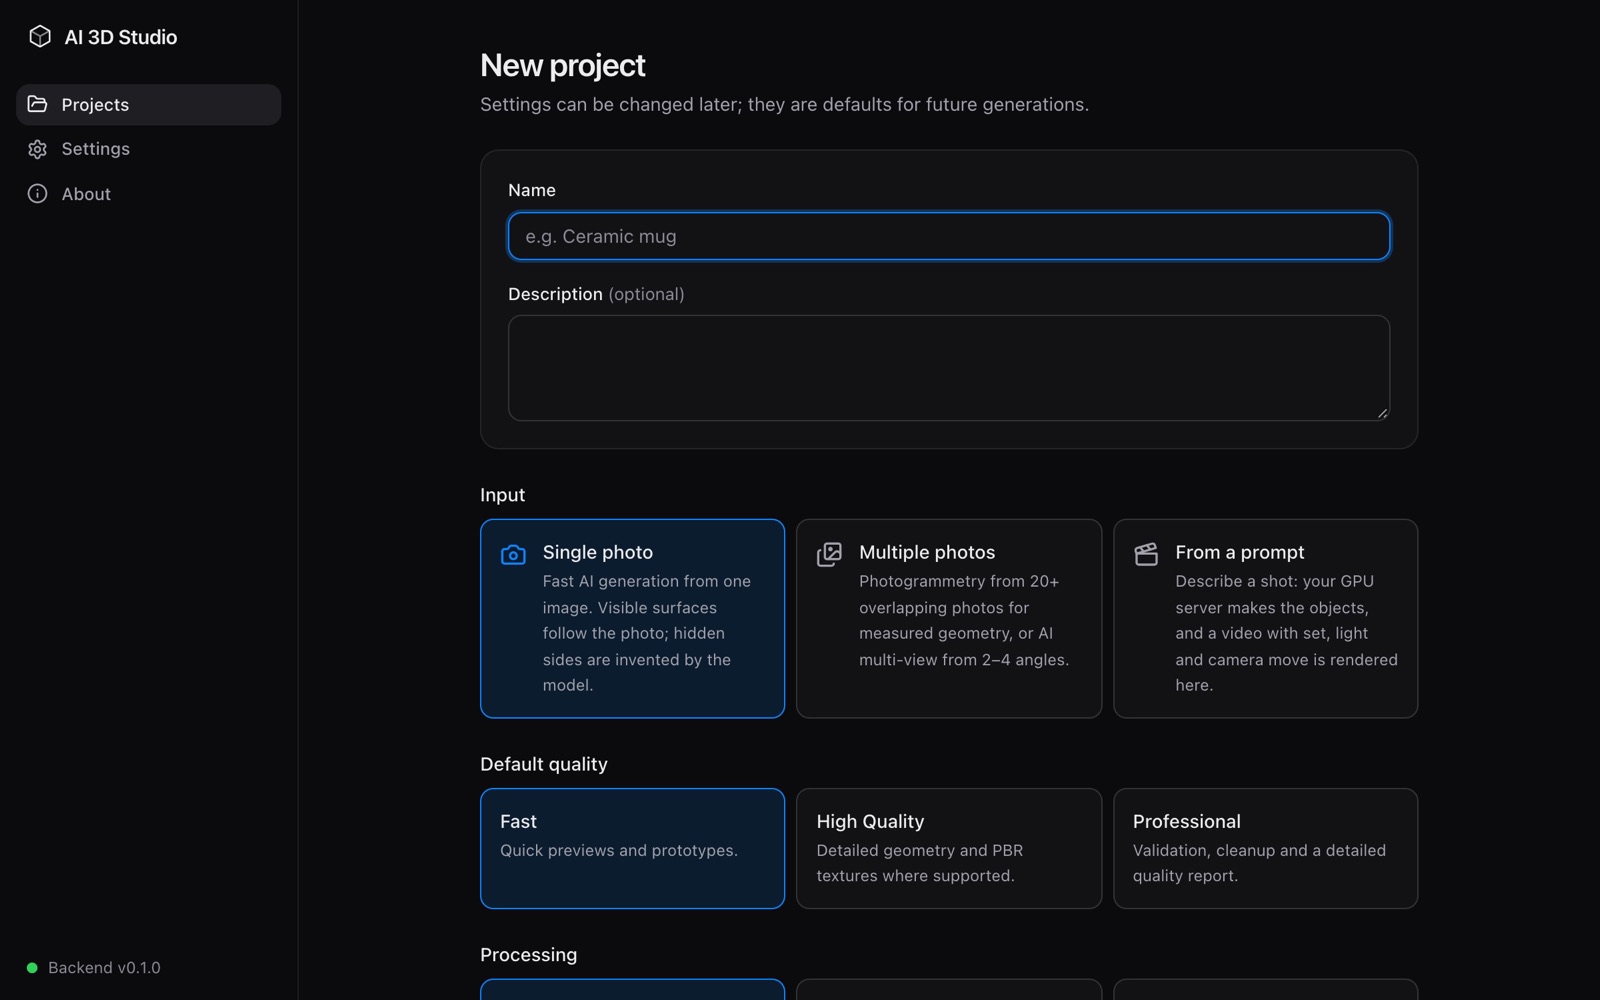 AI 3D Studio
Projects
Settings
About
Backend v0.1.0
New project
Settings can be changed later; they are defaults for future generations.
Name
e.g. Ceramic mug
Description (optional)
Input
Single photo
Fast AI generation from one
image. Visible surfaces
follow the photo; hidden
sides are invented by the
model.
Multiple photos
Photogrammetry from 20+
overlapping photos for
measured geometry, or AI
multi-view from 2–4 angles.
From a prompt
Describe a shot: your GPU
server makes the objects,
and a video with set, light
and camera move is rendered
here.
Default quality
Fast
Quick previews and prototypes.
High Quality
Detailed geometry and PBR
textures where supported.
Professional
Validation, cleanup and a detailed
quality report.
Processing